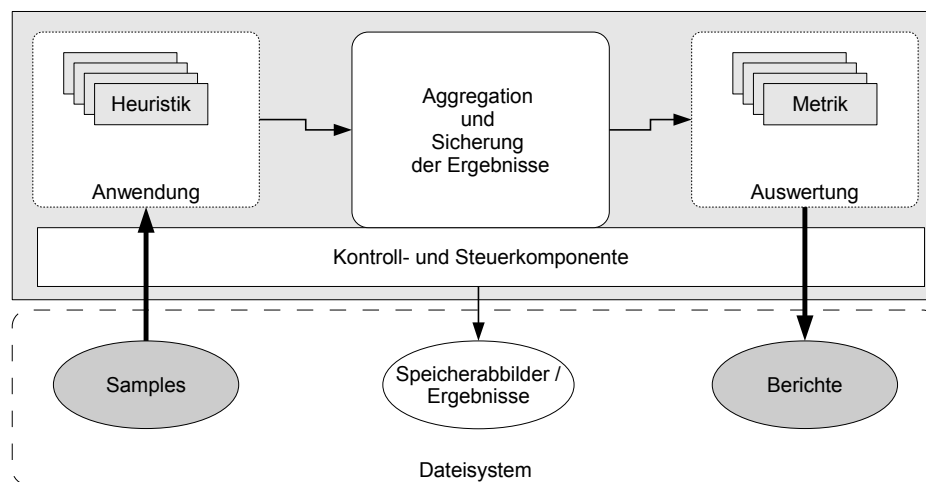 Heuristik
Anwendung
Aggregation
und
Sicherung
der Ergebnisse
Metrik
Auswertung
Kontroll- und Steuerkomponente
Samples
Speicherabbilder /
Ergebnisse
Berichte
Dateisystem